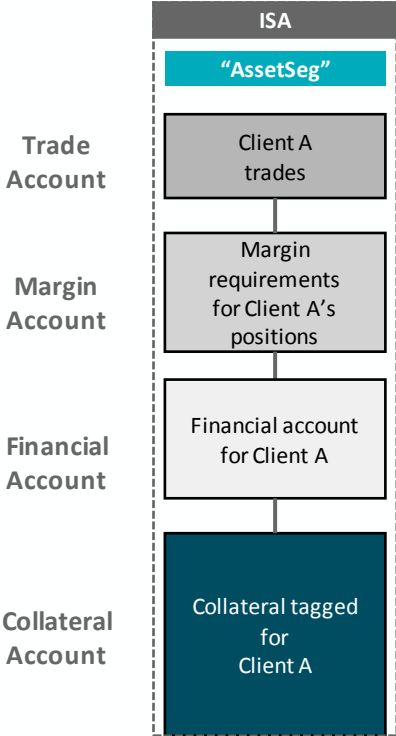 ISA
“AssetSeg”
Trade
Account
Client A
trades
Margin
Account
Margin
requirements
for Client A’s
positions
Financial
Account
Financial account
for Client A
Collateral
Account
Collateral tagged
for
Client A